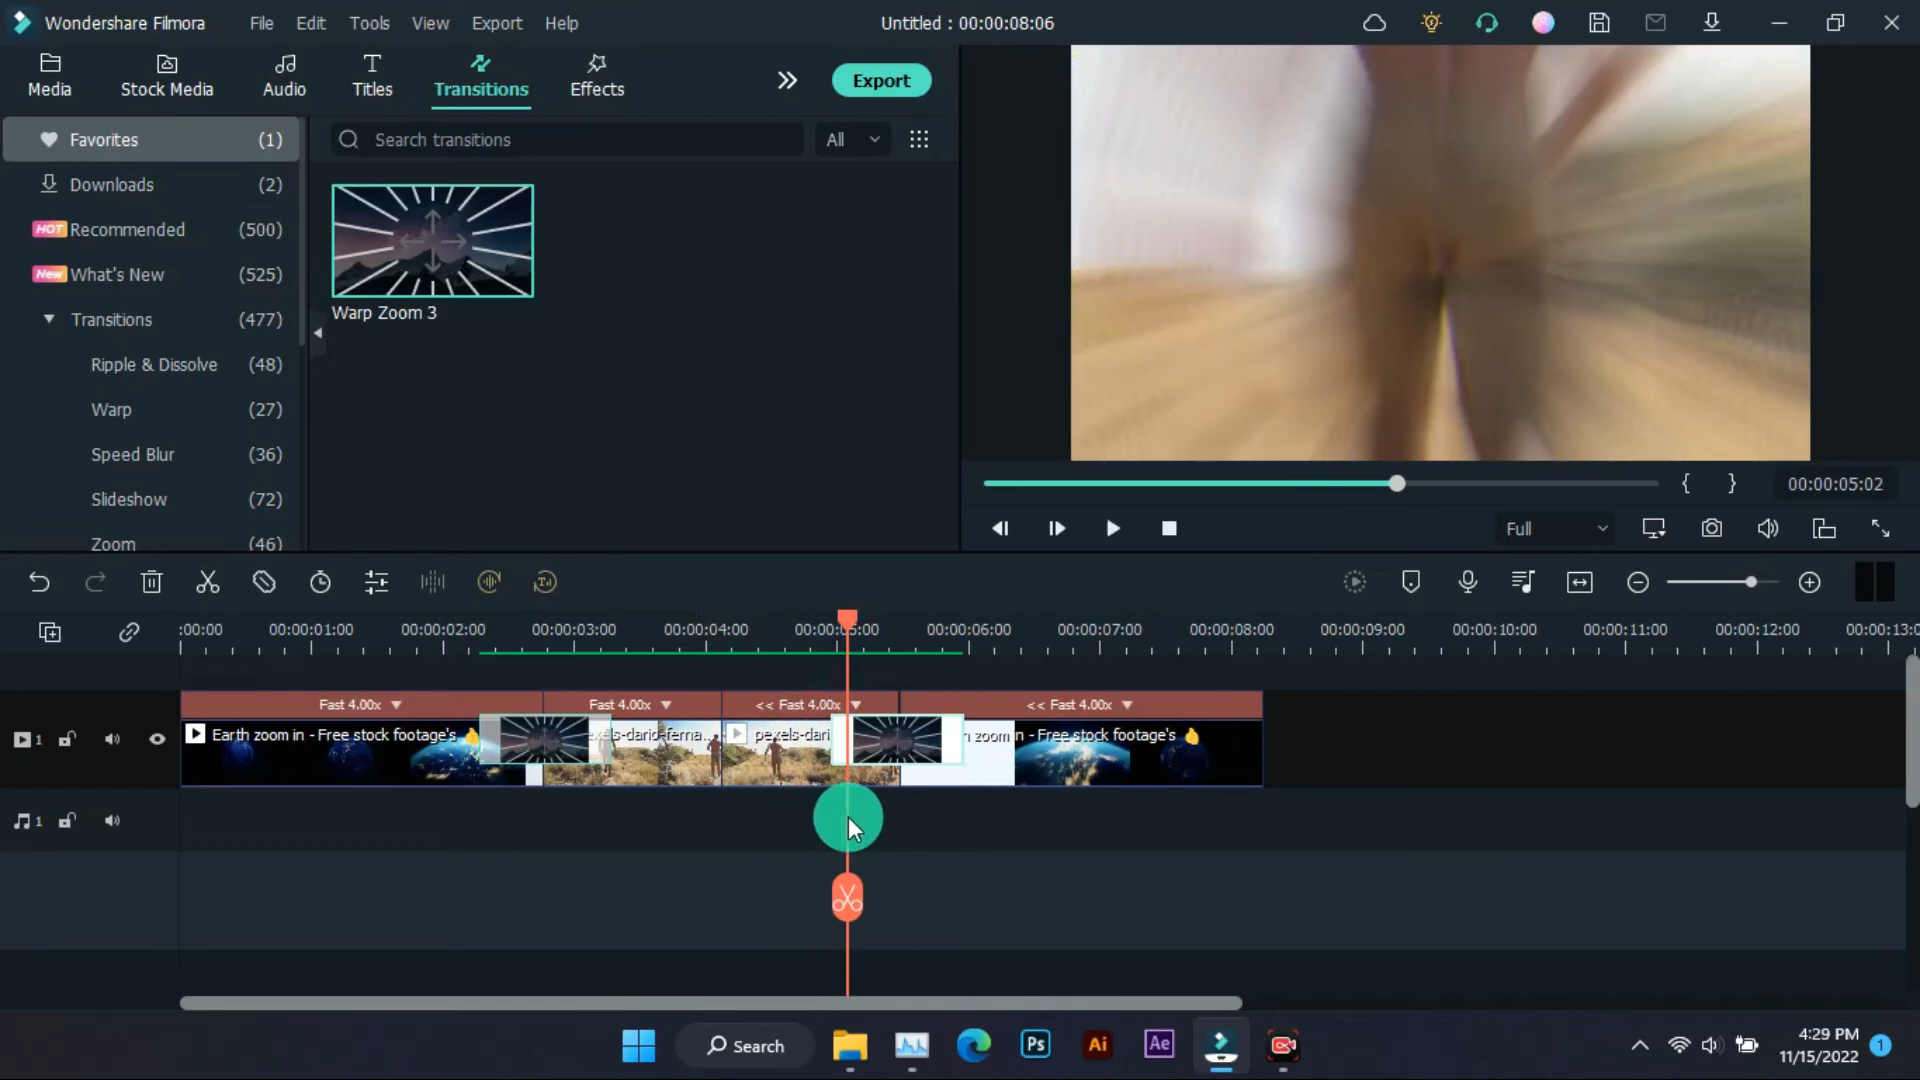 Wondershare Filmora
File Edit Tools View Export Help
Untitled : 00:00:08:06
Media Stock Media Audio Titles Transitions Effects
Export
Favorites (1)
Search transitions All
Downloads (2)
HOT Recommended (500)
New What's New (525)
Transitions (477)
Ripple & Dissolve (48)
Warp (27)
Speed Blur (36)
Slideshow (72)
Zoom (46)
Warp Zoom 3
{ } 00:00:05:02
Full
:00:00 00:00:01:00 00:00:02:00 00:00:03:00 00:00:04:00 00:00:05:00 00:00:06:00 00:00:07:00 00:00:08:00 00:00:09:00 00:00:10:00 00:00:11:00 00:00:12:00 00:00:13:0
Fast 4.00x Fast 4.00x << Fast 4.00x << Fast 4.00x
1 Earth zoom in - Free stock footage's exels-dario-ferna... pexels-dari n zoom n - Free stock footage's
1
Search
Ps Ai Ae
4:29 PM
11/15/2022 1